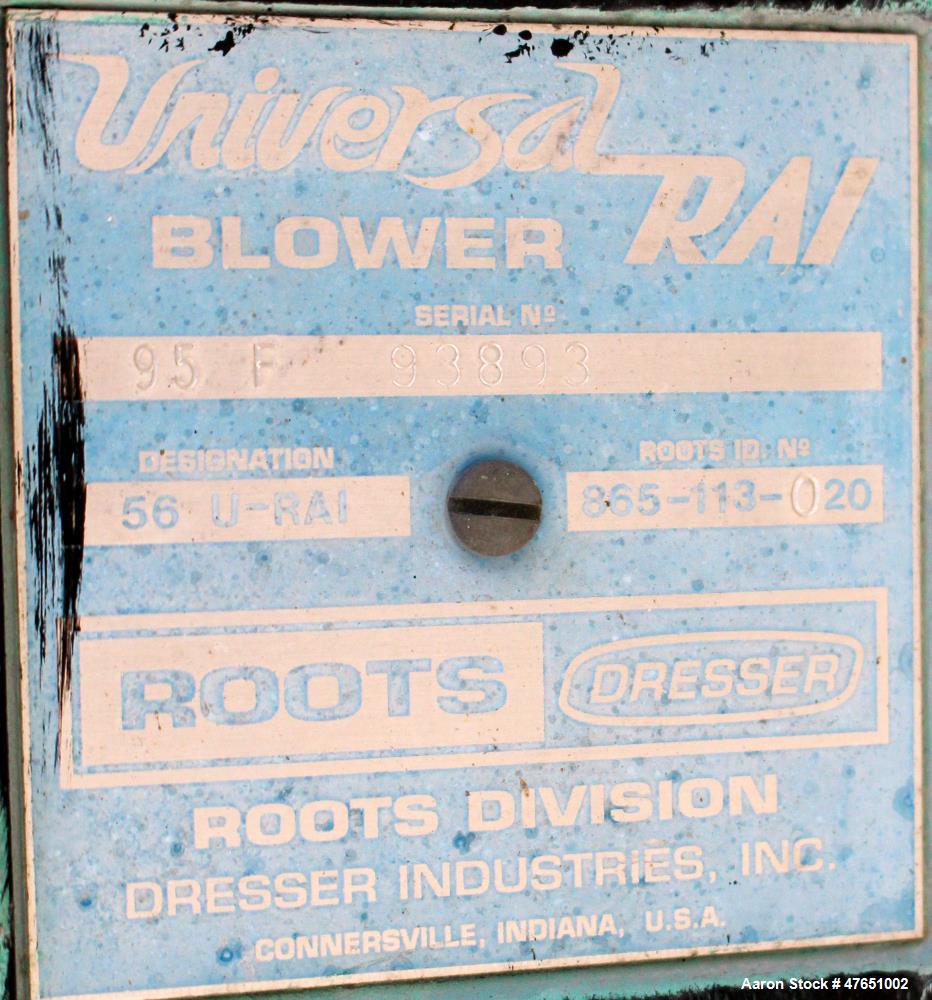 Universal
RAI
BLOWER
SERIAL Nº
95 F 93893
DESIGNATION
56 U-RAI
ROOTS ID. Nº
865-113-020
ROOTS
DRESSER
ROOTS DIVISION
DRESSER INDUSTRIES, INC.
CONNERSVILLE, INDIANA, U.S.A.
Aaron Stock # 47651002